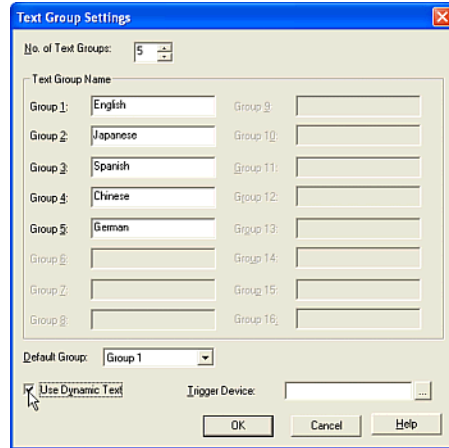 Text Group Settings
No. of Text Groups: 5
Text Group Name
Group 1: English Group 9:
Group 2: Japanese Group 10:
Group 3: Spanish Group 11:
Group 4: Chinese Group 12:
Group 5: German Group 13:
Group 6: Group 14:
Group 7: Group 15:
Group 8: Group 16:
Default Group: Group 1
Use Dynamic Text Trigger Device: ...
OK Cancel Help